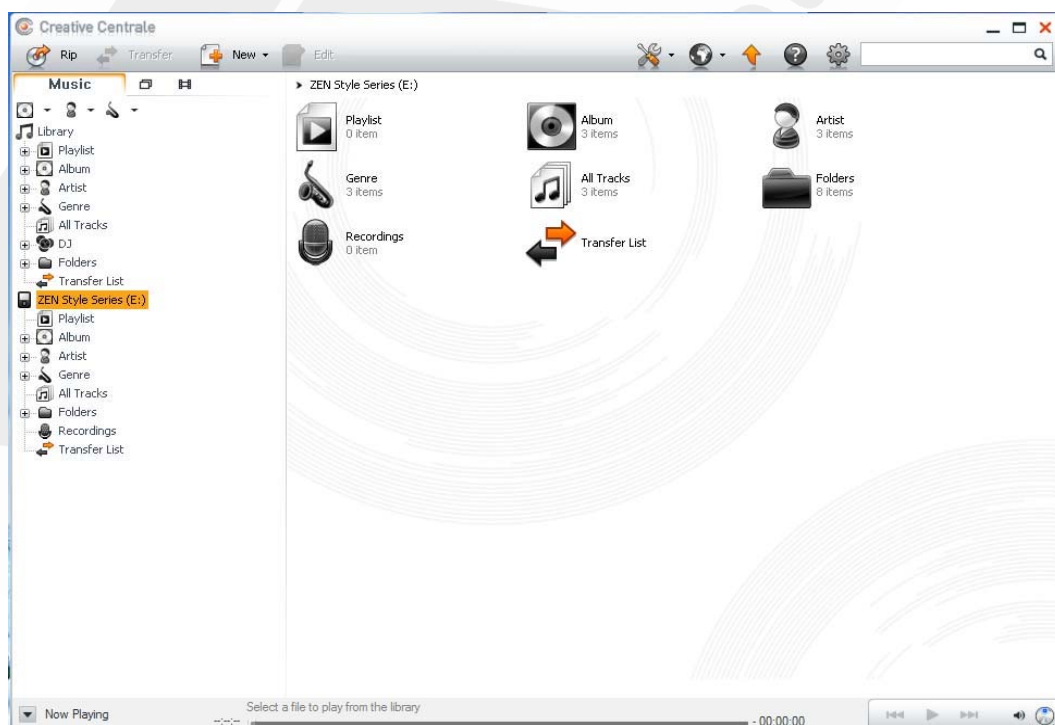 Creative Centrale
Rip Transfer New Edit
Music
Library
Playlist
Album
Artist
Genre
All Tracks
DJ
Folders
Transfer List
ZEN Style Series (E:)
Playlist
Album
Artist
Genre
All Tracks
Folders
Recordings
Transfer List
ZEN Style Series (E:)
Playlist
0 item
Album
3 items
Artist
3 items
Genre
3 items
All Tracks
3 items
Folders
8 items
Recordings
0 item
Transfer List
Now Playing
Select a file to play from the library
--:--:--
- 00:00:00